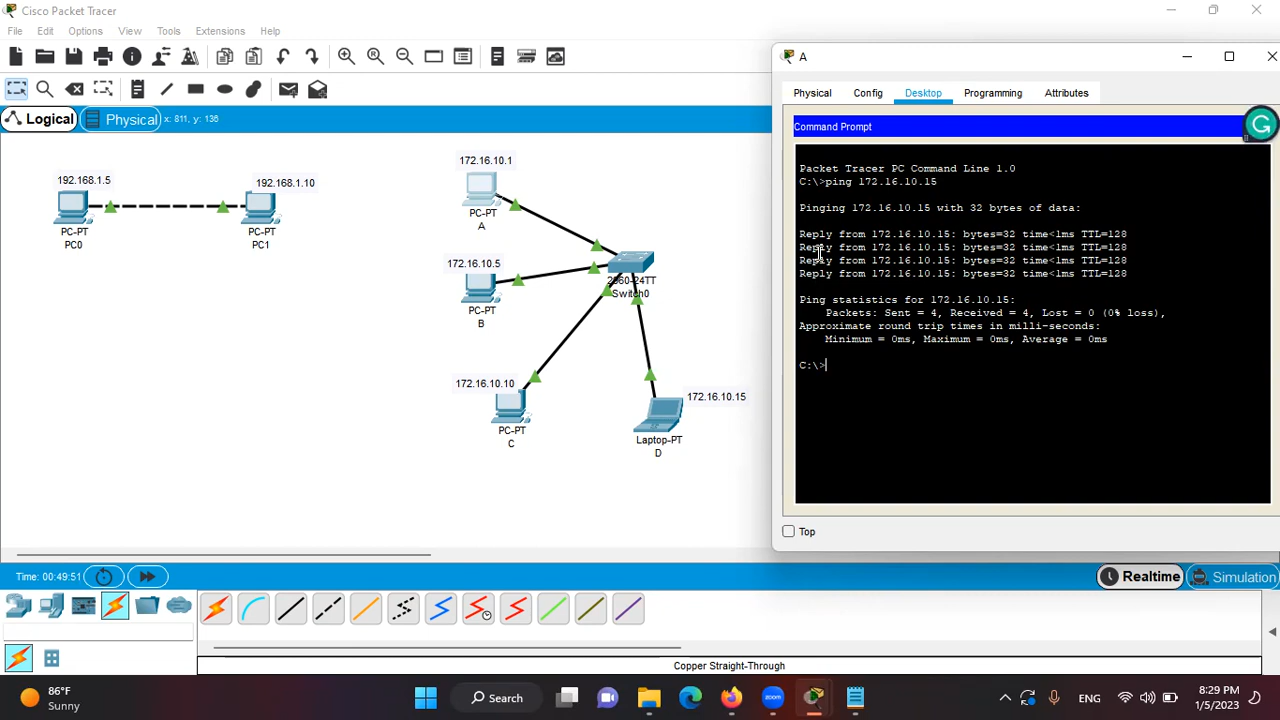 Cisco Packet Tracer
File Edit Options View Tools Extensions Help
Logical
Physical
x: 811, y: 136
192.168.1.5
PC-PT
PC0
192.168.1.10
PC-PT
PC1
172.16.10.1
PC-PT
A
172.16.10.5
PC-PT
B
2960-24TT
Switch0
172.16.10.10
PC-PT
C
172.16.10.15
Laptop-PT
D
A
Physical Config Desktop Programming Attributes
Command Prompt
G
Packet Tracer PC Command Line 1.0
C:\>ping 172.16.10.15
Pinging 172.16.10.15 with 32 bytes of data:
Reply from 172.16.10.15: bytes=32 time<1ms TTL=128
Reply from 172.16.10.15: bytes=32 time<1ms TTL=128
Reply from 172.16.10.15: bytes=32 time<1ms TTL=128
Reply from 172.16.10.15: bytes=32 time<1ms TTL=128
Ping statistics for 172.16.10.15:
Packets: Sent = 4, Received = 4, Lost = 0 (0% loss),
Approximate round trip times in milli-seconds:
Minimum = 0ms, Maximum = 0ms, Average = 0ms
C:\>
Top
Time: 00:49:51
Realtime
Simulation
Copper Straight-Through
86°F
Sunny
Search
zoom
ENG
8:29 PM
1/5/2023